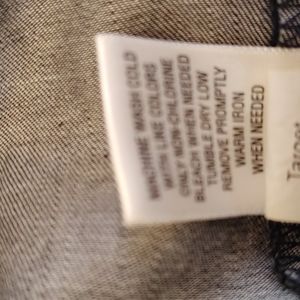 MACHINE WASH COLD
WITH LIKE COLORS
ONLY NON-CHLORINE
BLEACH WHEN NEEDED
TUMBLE DRY LOW
REMOVE PROMPTLY
WARM IRON
WHEN NEEDED
Target